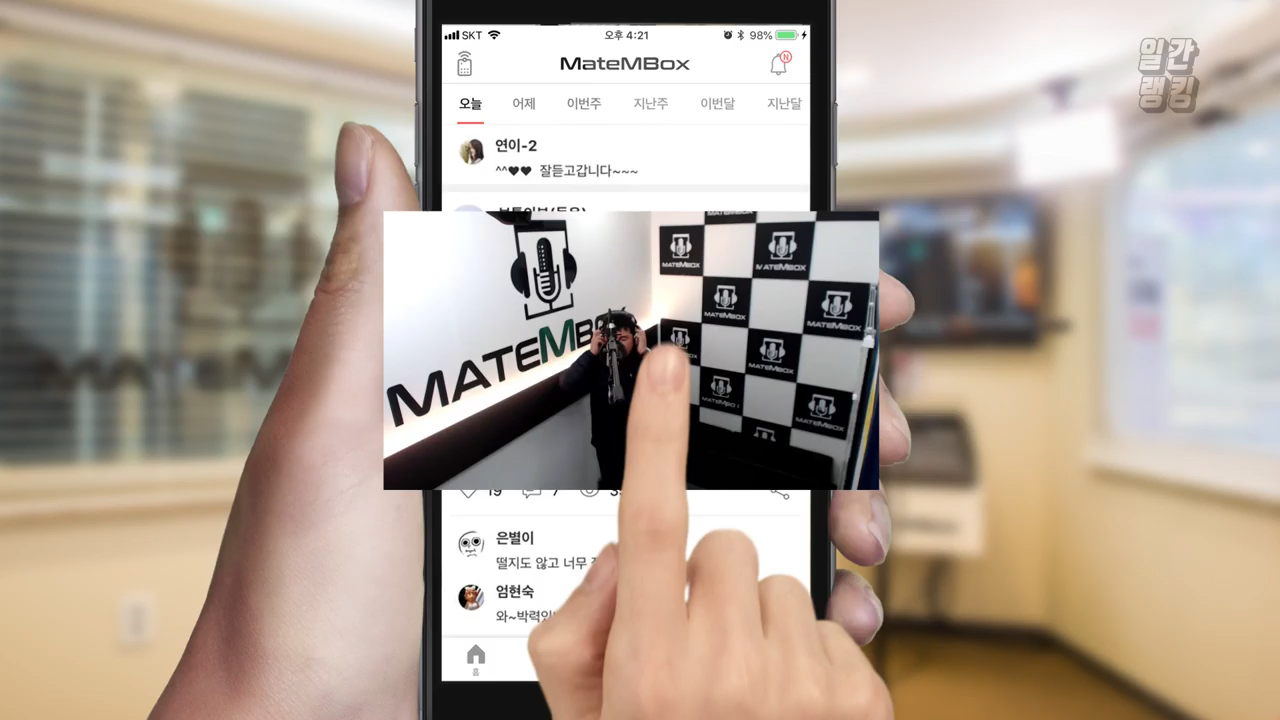 SKT 오후 4:21 98%
MateMBox N
일간
랭킹
오늘 어제 이번주 지난주 이번달 지난달
연이-2
^^♥♥ 잘듣고갑니다~~~
MATEMBOX
MATEMBOX
MATEMBOX
MATEMBOX
MATEMBOX
MATEMBOX
MATEMBOX
19 7
은별이
떨지도 않고 너무
엄현숙
와~박력있
홈